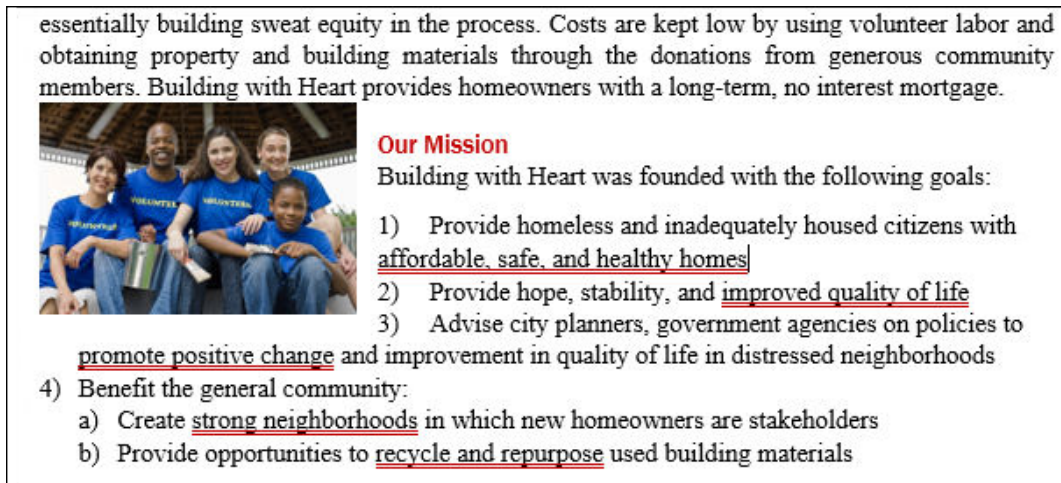 essentially building sweat equity in the process. Costs are kept low by using volunteer labor and
obtaining property and building materials through the donations from generous community
members. Building with Heart provides homeowners with a long-term, no interest mortgage.
Our Mission
Building with Heart was founded with the following goals:
1) Provide homeless and inadequately housed citizens with
affordable, safe, and healthy homes
2) Provide hope, stability, and improved quality of life
3) Advise city planners, government agencies on policies to
promote positive change and improvement in quality of life in distressed neighborhoods
4) Benefit the general community:
a) Create strong neighborhoods in which new homeowners are stakeholders
b) Provide opportunities to recycle and repurpose used building materials